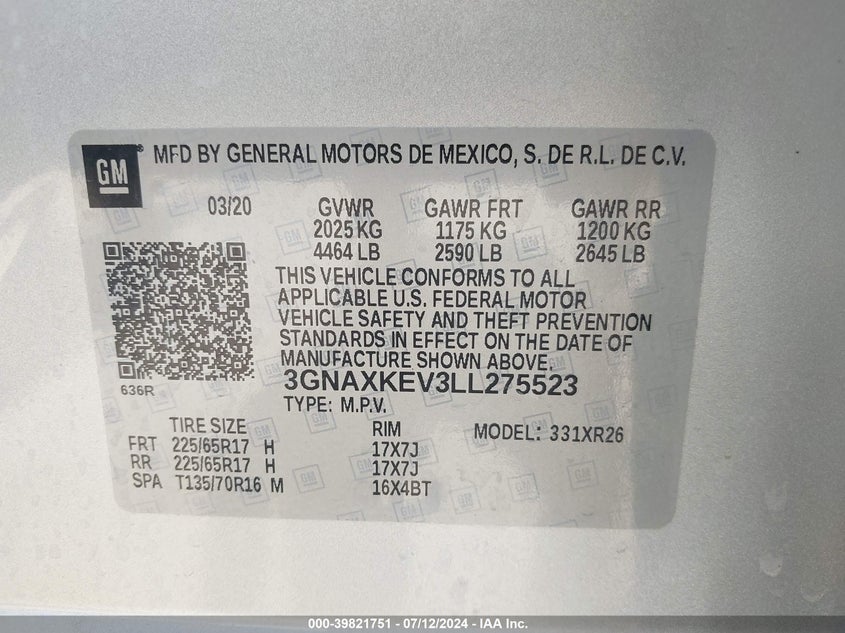 GM
MFD BY GENERAL MOTORS DE MEXICO, S. DE R.L. DE C.V.
03/20 GVWR GAWR FRT GAWR RR
2025 KG 1175 KG 1200 KG
4464 LB 2590 LB 2645 LB
THIS VEHICLE CONFORMS TO ALL
APPLICABLE U.S. FEDERAL MOTOR
VEHICLE SAFETY AND THEFT PREVENTION
STANDARDS IN EFFECT ON THE DATE OF
MANUFACTURE SHOWN ABOVE.
3GNAXKEV3LL275523
636R
TYPE: M.P.V.
TIRE SIZE RIM MODEL: 331XR26
FRT 225/65R17 H 17X7J
RR 225/65R17 H 17X7J
SPA T135/70R16 M 16X4BT
000-39821751 - 07/12/2024 - IAA Inc.